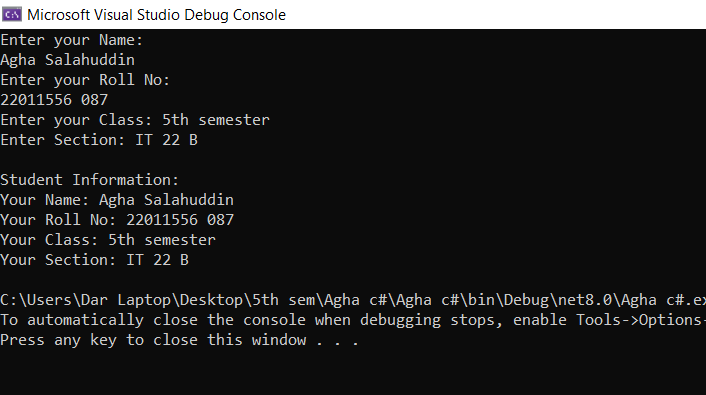 Microsoft Visual Studio Debug Console
Enter your Name:
Agha Salahuddin
Enter your Roll No:
22011556 087
Enter your Class: 5th semester
Enter Section: IT 22 B
Student Information:
Your Name: Agha Salahuddin
Your Roll No: 22011556 087
Your Class: 5th semester
Your Section: IT 22 B
C:\Users\Dar Laptop\Desktop\5th sem\Agha c#\Agha c#\bin\Debug\net8.0\Agha c#.ex
To automatically close the console when debugging stops, enable Tools->Options-
Press any key to close this window . . .